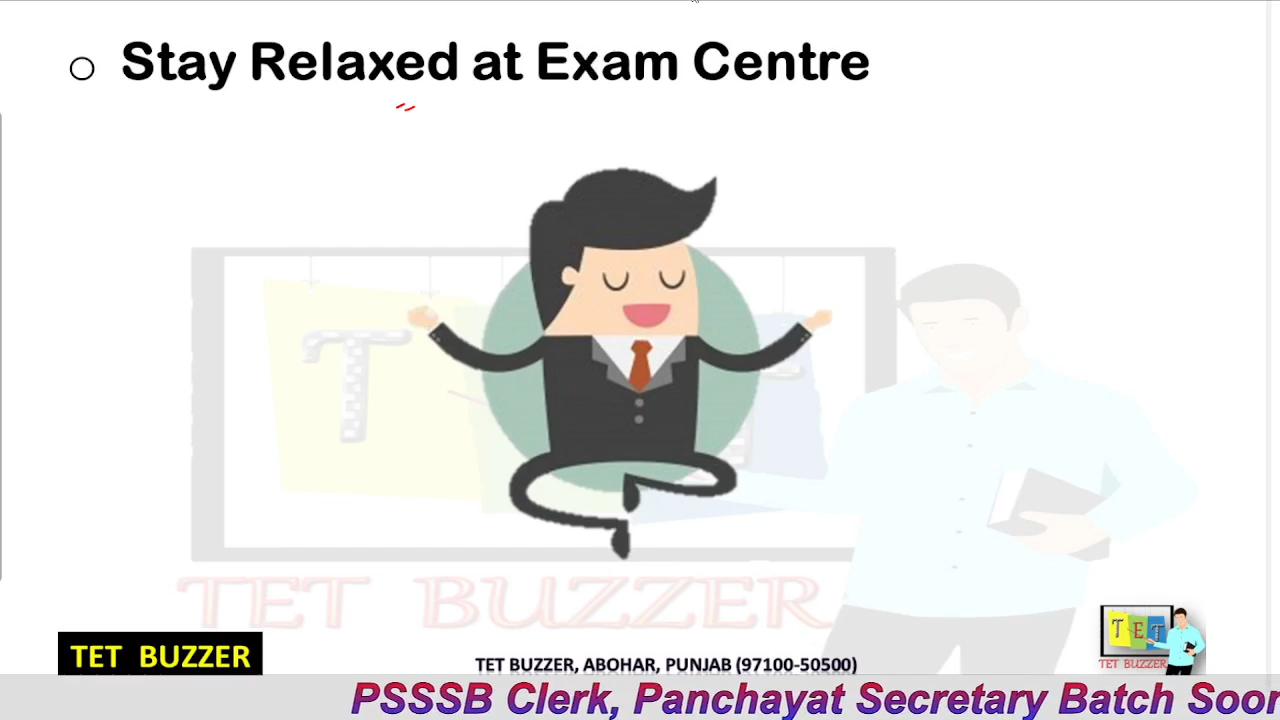 Stay Relaxed at Exam Centre
T
TET BUZZER
TET BUZZER
TET BUZZER, ABOHAR, PUNJAB (97100-50500)
TET
TET BUZZER
PSSSB Clerk, Panchayat Secretary Batch Soon